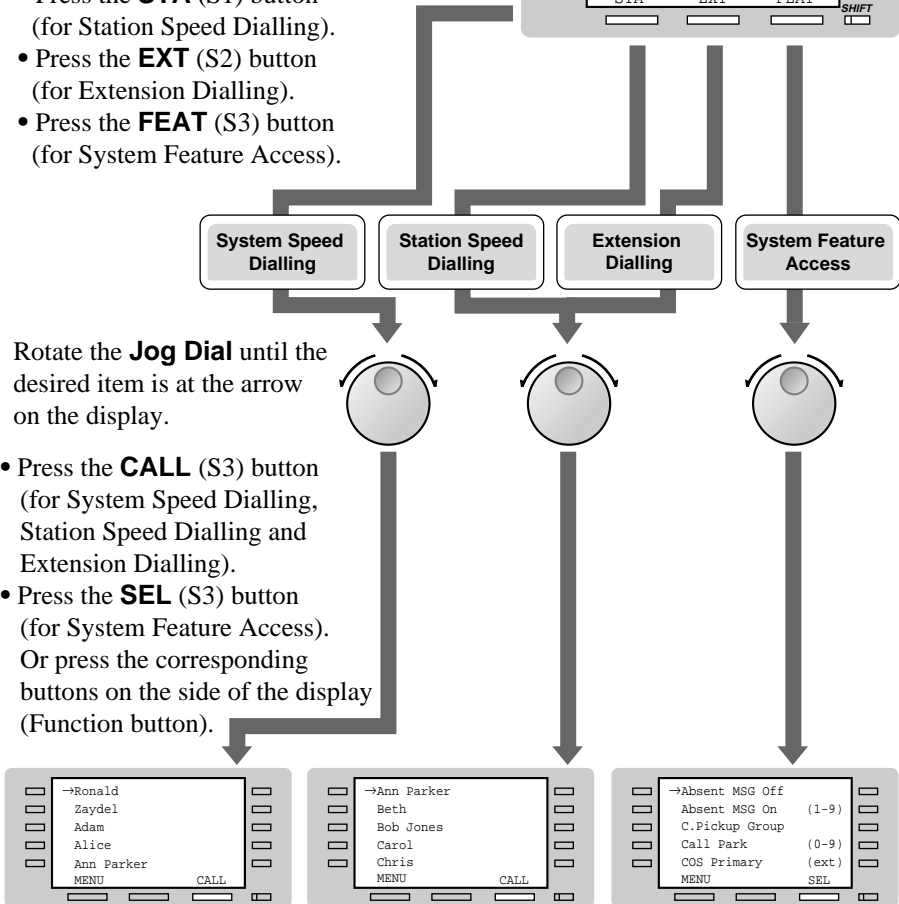 • Press the STA (S1) button
(for Station Speed Dialling).
• Press the EXT (S2) button
(for Extension Dialling).
• Press the FEAT (S3) button
(for System Feature Access).
STA EXT FEAT
SHIFT
System Speed
Dialling
Station Speed
Dialling
Extension
Dialling
System Feature
Access
Rotate the Jog Dial until the
desired item is at the arrow
on the display.
• Press the CALL (S3) button
(for System Speed Dialling,
Station Speed Dialling and
Extension Dialling).
• Press the SEL (S3) button
(for System Feature Access).
Or press the corresponding
buttons on the side of the display
(Function button).
→Ronald
Zaydel
Adam
Alice
Ann Parker
MENU CALL
→Ann Parker
Beth
Bob Jones
Carol
Chris
MENU CALL
→Absent MSG Off
Absent MSG On (1-9)
C.Pickup Group
Call Park (0-9)
COS Primary (ext)
MENU SEL